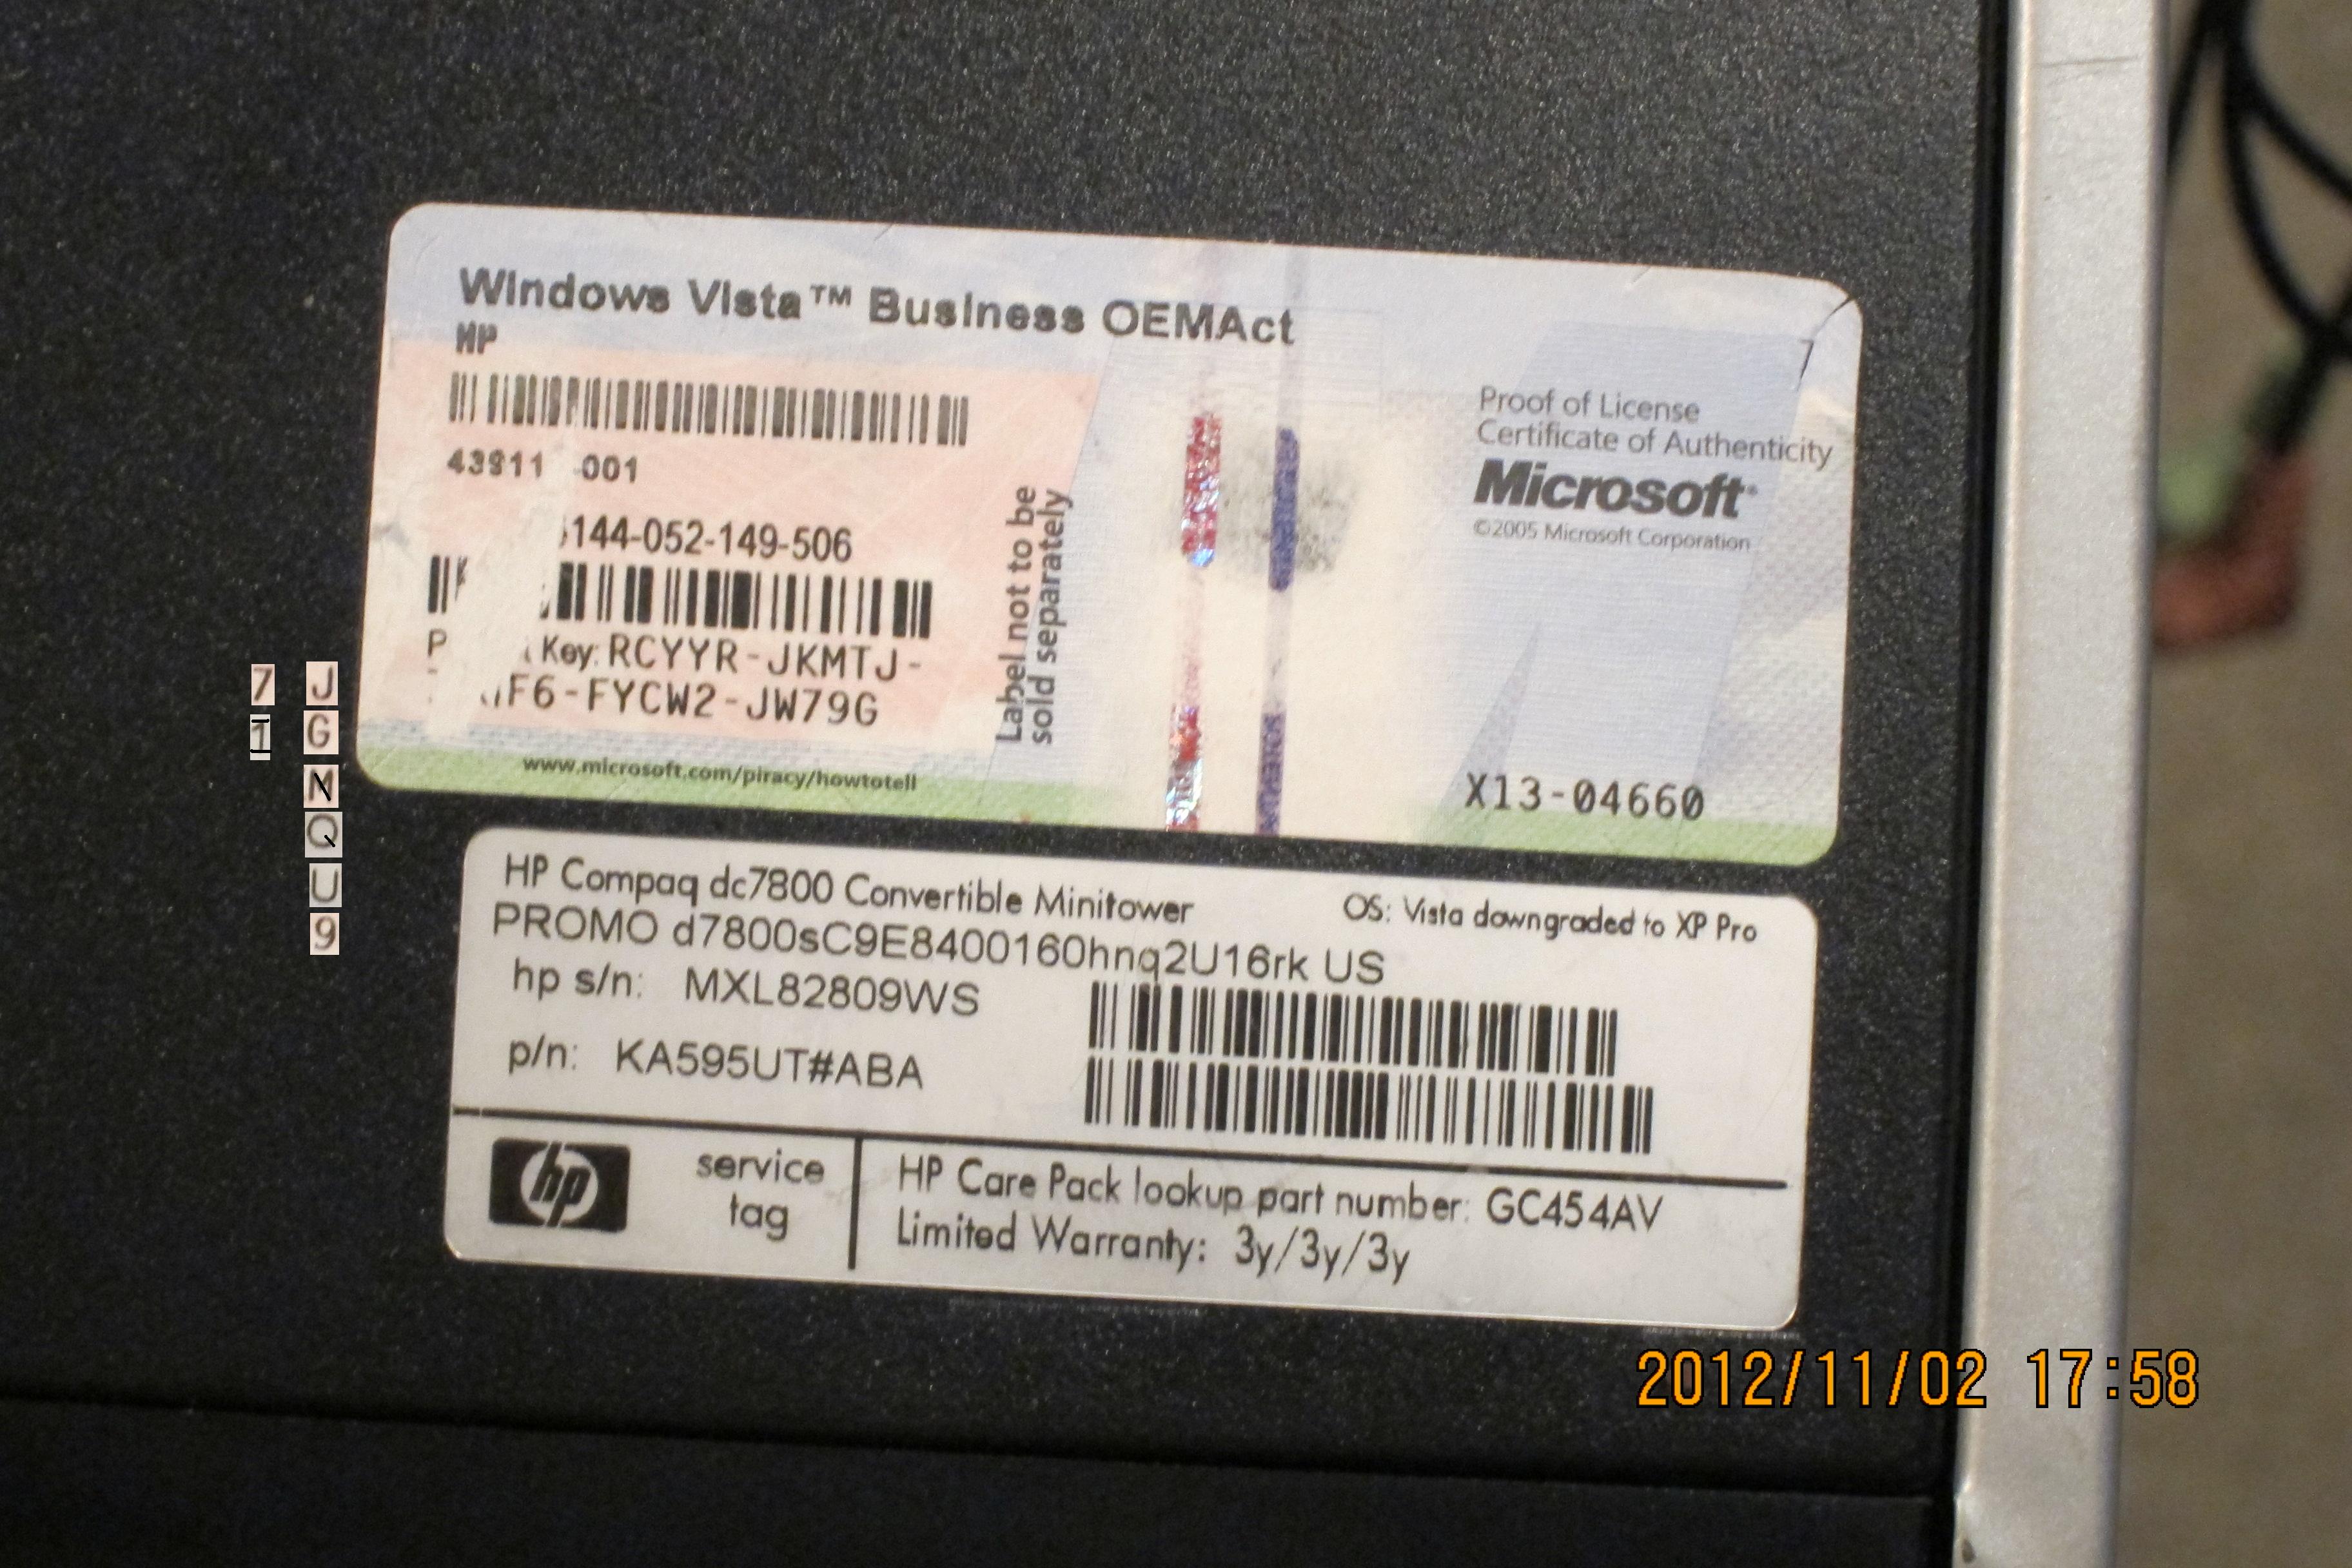 Windows Vista™ Business OEMAct
HP
43911 001
144-052-149-506
Key: RCYYR-JKMTJ-
F6-FYCW2-JW79G
www.microsoft.com/piracy/howtotell
Label not to be
sold separately
Proof of License
Certificate of Authenticity
Microsoft®
©2005 Microsoft Corporation
X13-04660
7 J
1 G
N
Q
U
9
HP Compaq dc7800 Convertible Minitower
OS: Vista downgraded to XP Pro
PROMO d7800sC9E8400160hnq2U16rk US
hp s/n: MXL82809WS
p/n: KA595UT#ABA
hp
service
tag
HP Care Pack lookup part number: GC454AV
Limited Warranty: 3y/3y/3y
2012/11/02 17:58